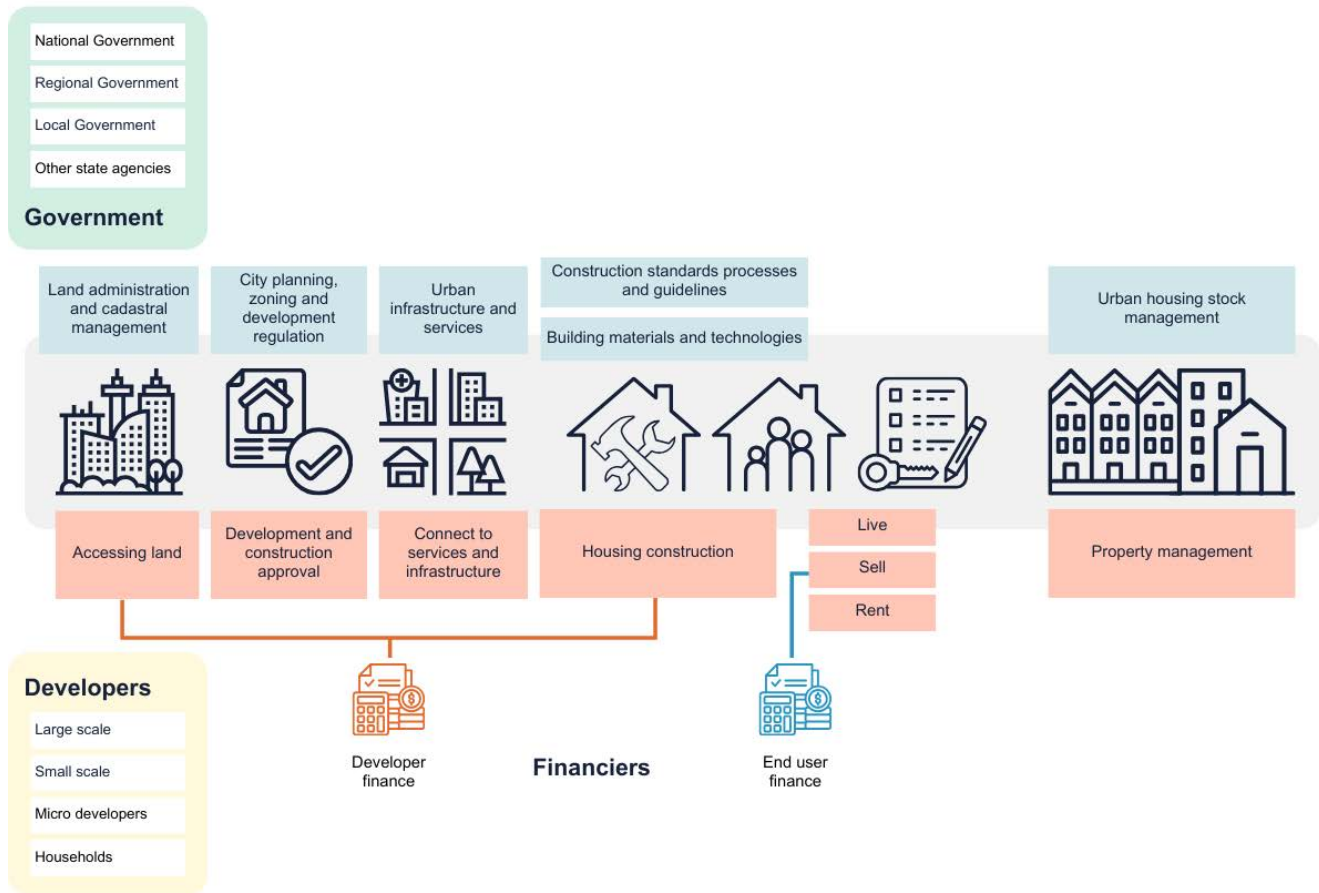 National Government
Regional Government
Local Government
Other state agencies
Government
Land administration
and cadastral
management
City planning,
zoning and
development
regulation
Urban
infrastructure and
services
Construction standards processes
and guidelines
Building materials and technologies
Urban housing stock
management
Accessing land
Development and
construction
approval
Connect to
services and
infrastructure
Housing construction
Live
Sell
Rent
Property management
Developers
Large scale
Small scale
Micro developers
Households
$
Developer
finance
Financiers
$
End user
finance